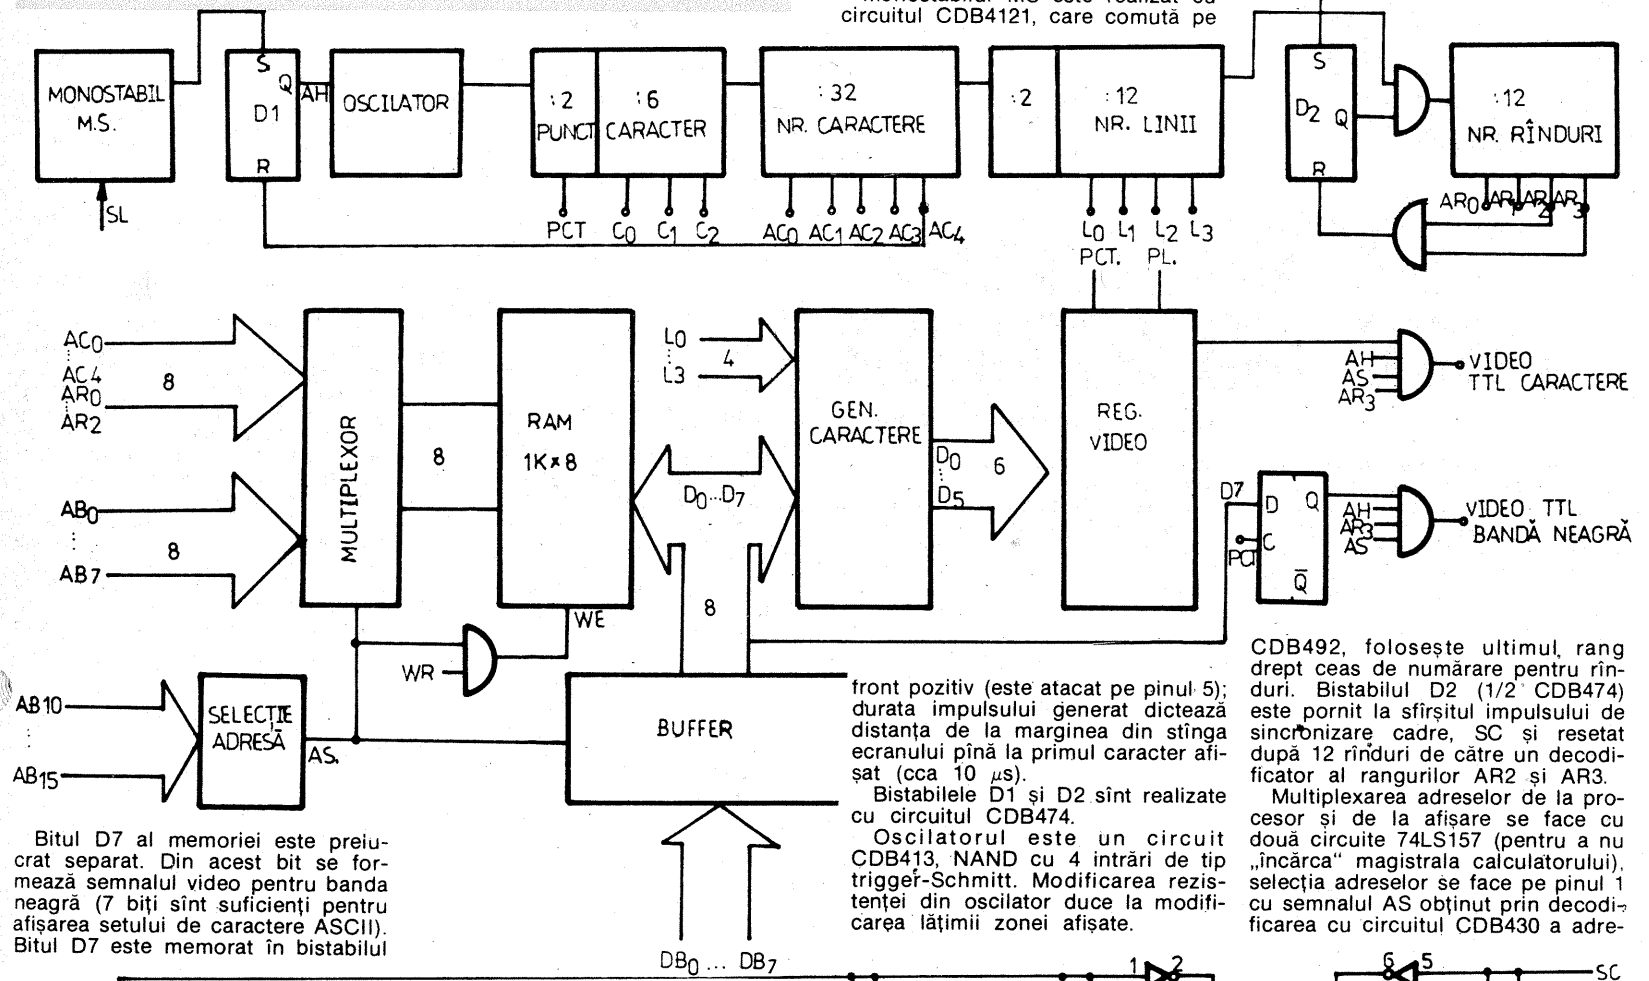 circuitul CDB4121, care comută pe
MONOSTABIL
M.S.
SL
S
Q
D1
R
AH
OSCILATOR
:2
PUNCT
:6
CARACTER
:32
NR. CARACTERE
:2
:12
NR. LINII
S
D2
Q
R
:12
NR. RÎNDURI
PCT
C0
C1
C2
AC0
AC1
AC2
AC3
AC4
L0
L1
L2
L3
AR0
AR1
AR2
AR3
PCT.
PL.
AC0
AC4
AR0
AR2
8
AB0
AB7
8
MULTIPLEXOR
8
RAM
1K×8
WE
WR
L0
L3
4
D0...D7
8
GEN.
CARACTERE
D0
D5
6
REG.
VIDEO
AH
AS
AR3
VIDEO
TTL CARACTERE
D7
D
Q
C
PCT
Q̅
AH
AR3
AS
VIDEO TTL
BANDĂ NEAGRĂ
AB10
AB15
SELECȚIE
ADRESĂ
AS.
BUFFER
DB0 ... DB7
Bitul D7 al memoriei este prelu-
crat separat. Din acest bit se for-
mează semnalul video pentru banda
neagră (7 biți sînt suficienți pentru
afișarea setului de caractere ASCII).
Bitul D7 este memorat în bistabilul
front pozitiv (este atacat pe pinul 5);
durata impulsului generat dictează
distanța de la marginea din stînga
ecranului pînă la primul caracter afi-
șat (cca 10 μs).
Bistabilele D1 și D2 sînt realizate
cu circuitul CDB474.
Oscilatorul este un circuit
CDB413, NAND cu 4 intrări de tip
trigger-Schmitt. Modificarea rezis-
tenței din oscilator duce la modifi-
carea lățimii zonei afișate.
CDB492, folosește ultimul, rang
drept ceas de numărare pentru rîn-
duri. Bistabilul D2 (1/2 CDB474)
este pornit la sfîrșitul impulsului de
sincronizare cadre, SC și resetat
după 12 rînduri de către un decodi-
ficator al rangurilor AR2 și AR3.
Multiplexarea adreselor de la pro-
cesor și de la afișare se face cu
două circuite 74LS157 (pentru a nu
„încărca“ magistrala calculatorului),
selecția adreselor se face pe pinul 1
cu semnalul AS obținut prin decodi-
ficarea cu circuitul CDB430 a adre-
1
2
6
5
SC